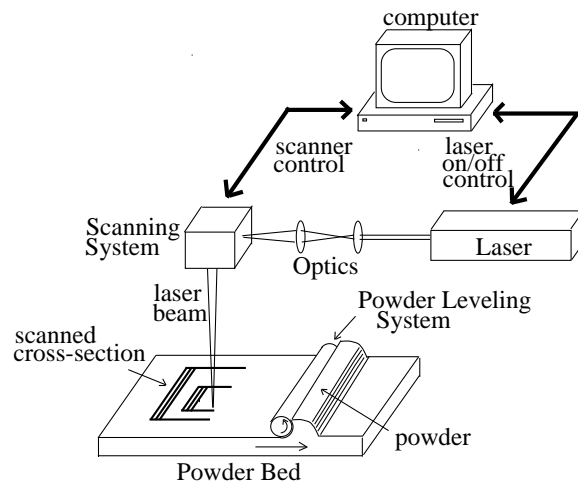 computer
scanner
control
laser
on/off
control
Scanning
System
Optics
Laser
laser
beam
Powder Leveling
System
scanned
cross-section
powder
Powder Bed